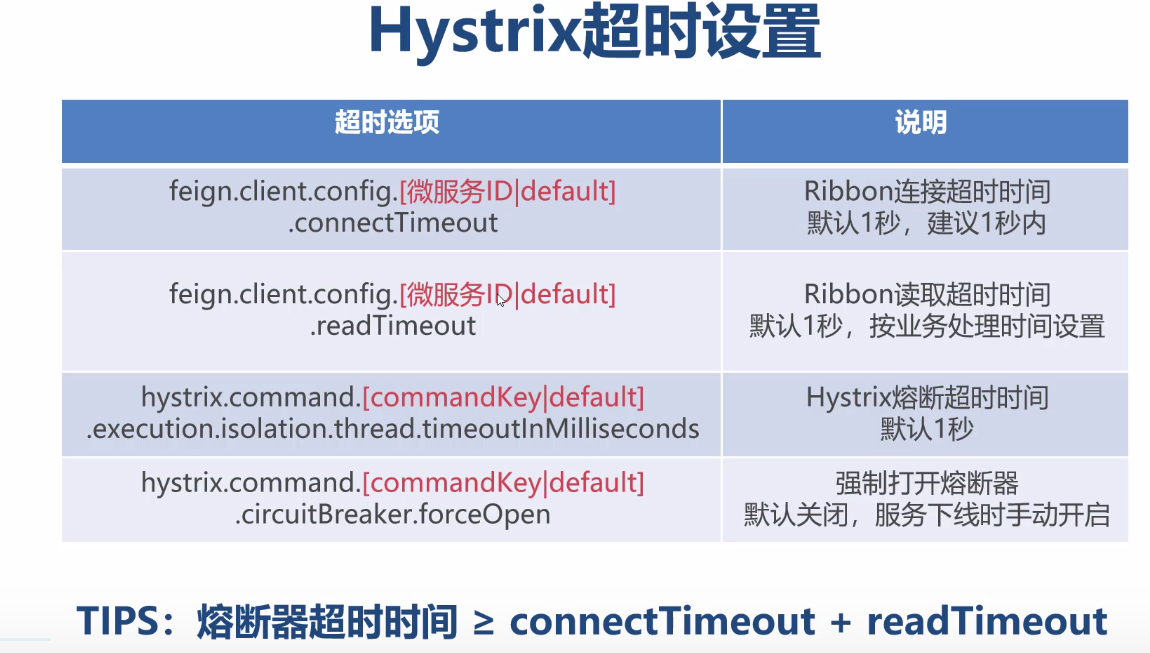 Hystrix超时设置
超时选项
说明
feign.client.config.[微服务ID|default]
.connectTimeout
Ribbon连接超时时间
默认1秒，建议1秒内
feign.client.config.[微服务ID|default]
.readTimeout
Ribbon读取超时时间
默认1秒，按业务处理时间设置
hystrix.command.[commandKey|default]
.execution.isolation.thread.timeoutInMilliseconds
Hystrix熔断超时时间
默认1秒
hystrix.command.[commandKey|default]
.circuitBreaker.forceOpen
强制打开熔断器
默认关闭，服务下线时手动开启
TIPS：熔断器超时时间 ≥ connectTimeout + readTimeout